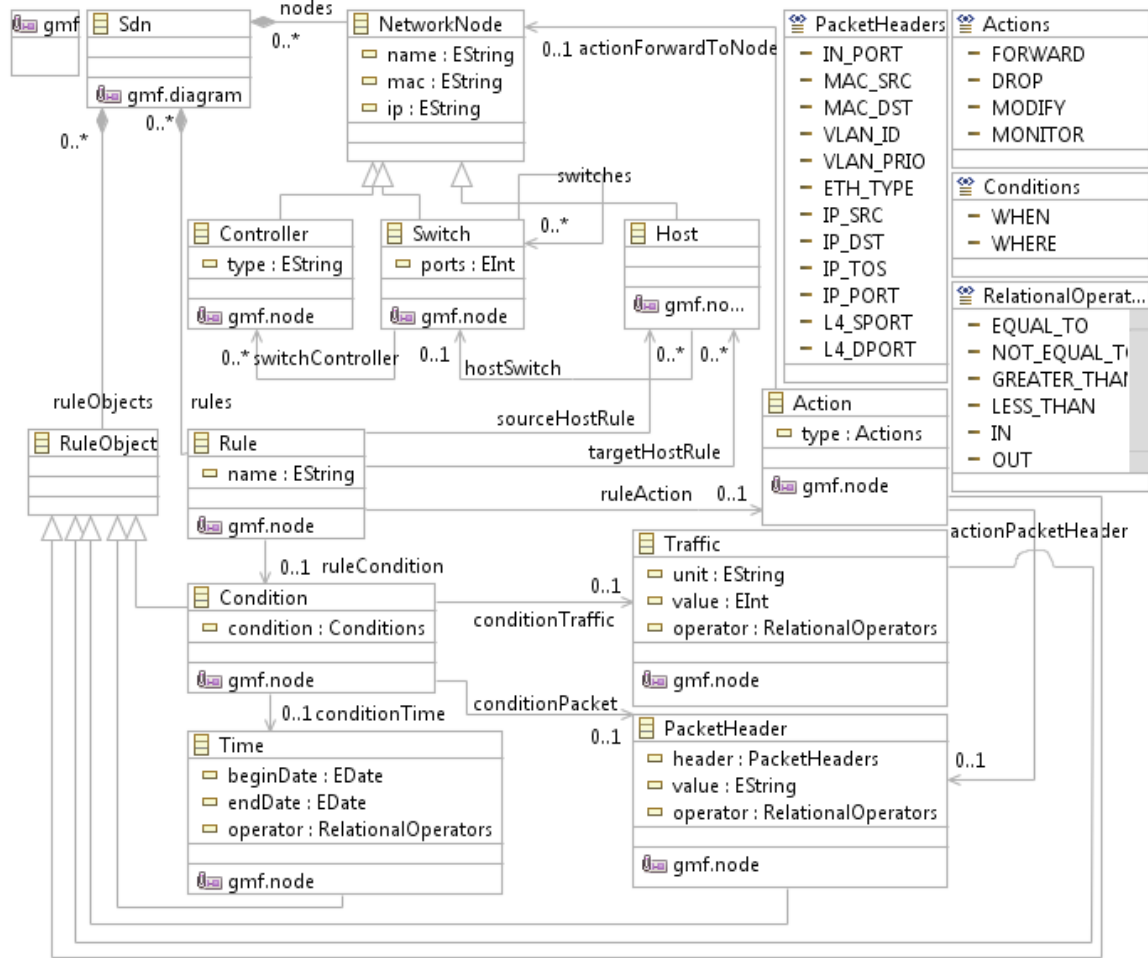 gmf
Sdn
gmf.diagram
nodes
0..*
NetworkNode
name : EString
mac : EString
ip : EString
0..1 actionForwardToNode
PacketHeaders
IN_PORT
MAC_SRC
MAC_DST
VLAN_ID
VLAN_PRIO
ETH_TYPE
IP_SRC
IP_DST
IP_TOS
IP_PORT
L4_SPORT
L4_DPORT
Actions
FORWARD
DROP
MODIFY
MONITOR
Conditions
WHEN
WHERE
RelationalOperat...
EQUAL_TO
NOT_EQUAL_T
GREATER_THAN
LESS_THAN
IN
OUT
0..*
0..*
switches
0..*
Controller
type : EString
gmf.node
Switch
ports : EInt
gmf.node
Host
gmf.no...
0..* switchController
0..1
hostSwitch
0..*
0..*
ruleObjects
rules
sourceHostRule
targetHostRule
ruleAction
0..1
RuleObject
Rule
name : EString
gmf.node
Action
type : Actions
gmf.node
actionPacketHeader
0..1 ruleCondition
0..1
conditionTraffic
Traffic
unit : EString
value : EInt
operator : RelationalOperators
gmf.node
Condition
condition : Conditions
gmf.node
conditionPacket
0..1
0..1 conditionTime
Time
beginDate : EDate
endDate : EDate
operator : RelationalOperators
gmf.node
PacketHeader
header : PacketHeaders
value : EString
operator : RelationalOperators
gmf.node
0..1